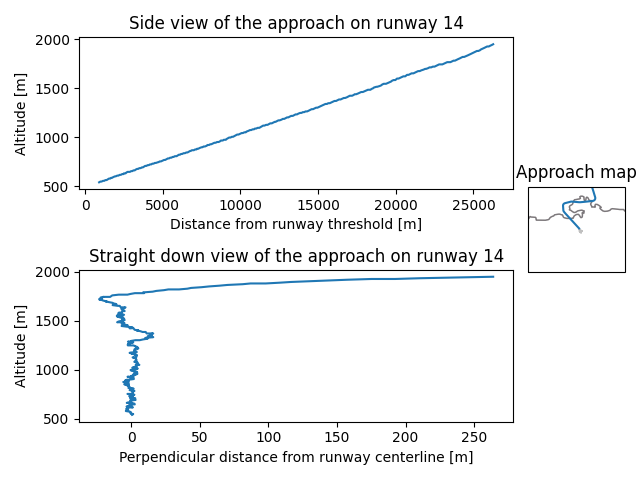 Side view of the approach on runway 14
2000
1500
1000
500
Altitude [m]
0 5000 10000 15000 20000 25000
Distance from runway threshold [m]
Approach map
Straight down view of the approach on runway 14
2000
1500
1000
500
Altitude [m]
0 50 100 150 200 250
Perpendicular distance from runway centerline [m]